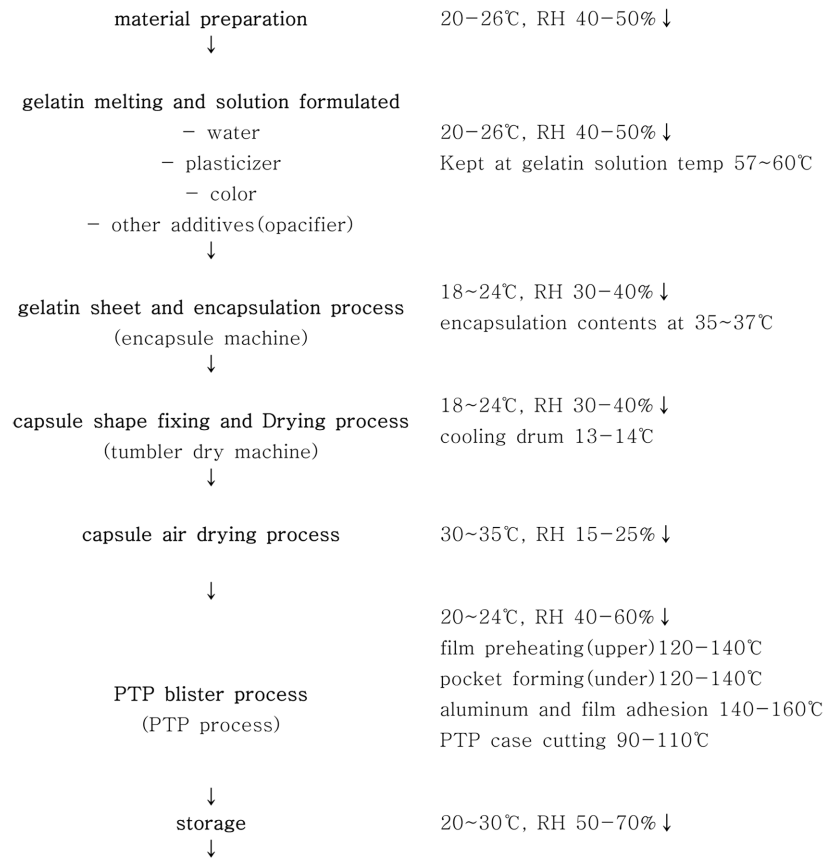 material preparation 20-26℃, RH 40-50%↓
↓
gelatin melting and solution formulated
- water 20-26℃, RH 40-50%↓
- plasticizer Kept at gelatin solution temp 57~60℃
- color
- other additives(opacifier)
↓
18~24℃, RH 30-40%↓
gelatin sheet and encapsulation process
encapsulation contents at 35~37℃
(encapsule machine)
↓
18~24℃, RH 30-40%↓
capsule shape fixing and Drying process
cooling drum 13-14℃
(tumbler dry machine)
↓
capsule air drying process 30~35℃, RH 15-25%↓
↓
20~24℃, RH 40-60%↓
film preheating(upper)120-140℃
pocket forming(under)120-140℃
PTP blister process
aluminum and film adhesion 140-160℃
(PTP process)
PTP case cutting 90-110℃
↓
storage 20~30℃, RH 50-70%↓
↓